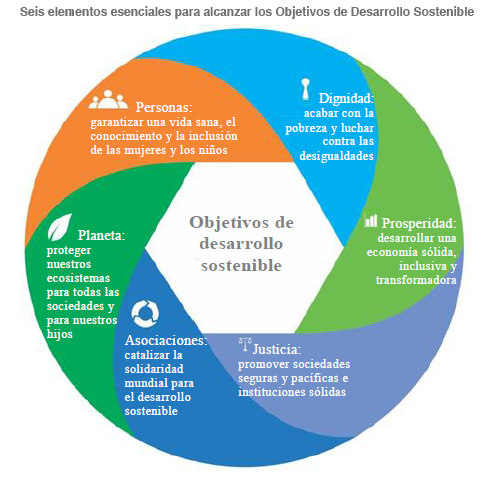 Seis elementos esenciales para alcanzar los Objetivos de Desarrollo Sostenible
Dignidad:
acabar con la
pobreza y luchar
contra las
desigualdades
Personas:
garantizar una vida sana, el
conocimiento y la inclusión
de las mujeres y los niños
Prosperidad:
desarrollar una
economía sólida,
inclusiva y
transformadora
Objetivos de
desarrollo
sostenible
Planeta:
proteger
nuestros
ecosistemas
para todas las
sociedades y
para nuestros
hijos
Asociaciones:
catalizar la
solidaridad
mundial para
el desarrollo
sostenible
Justicia:
promover sociedades
seguras y pacíficas e
instituciones sólidas